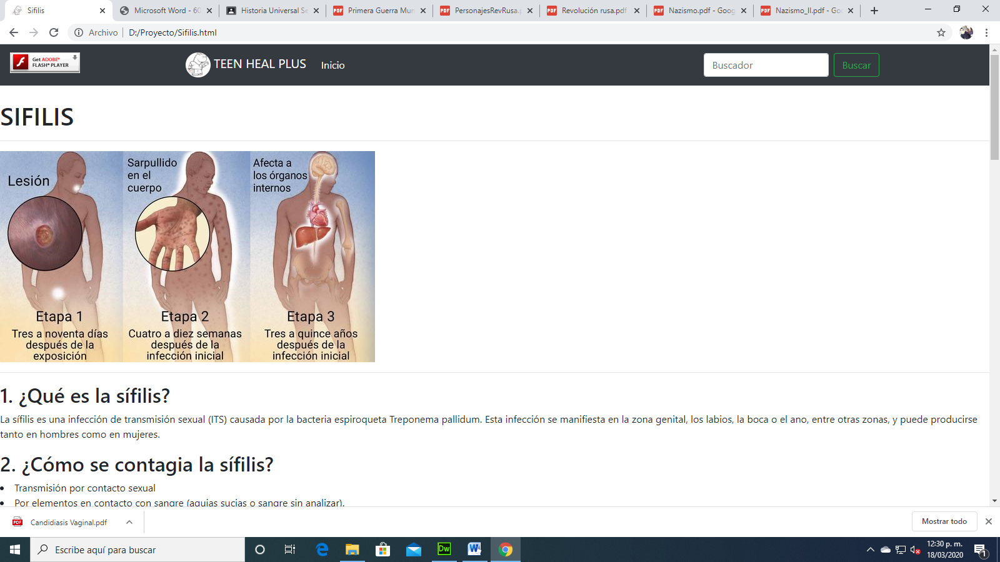 Sifilis
Microsoft Word - 60
Historia Universal Se
PDF Primera Guerra Mun
PDF PersonajesRevRusa.p
PDF Revolución rusa.pdf
PDF Nazismo.pdf - Goog
PDF Nazismo_II.pdf - Go
Archivo D:/Proyecto/Sifilis.html
Get ADOBE®
FLASH® PLAYER
TEEN HEAL PLUS
Inicio
Buscador
Buscar
SIFILIS
Lesión
Etapa 1
Tres a noventa días
después de la
exposición
Sarpullido
en el
cuerpo
Etapa 2
Cuatro a diez semanas
después de la
infección inicial
Afecta a
los órganos
internos
Etapa 3
Tres a quince años
después de la
infección inicial
1. ¿Qué es la sífilis?
La sífilis es una infección de transmisión sexual (ITS) causada por la bacteria espiroqueta Treponema pallidum. Esta infección se manifiesta en la zona genital, los labios, la boca o el ano, entre otras zonas, y puede producirse
tanto en hombres como en mujeres.
2. ¿Cómo se contagia la sífilis?
• Transmisión por contacto sexual
• Por elementos en contacto con sangre (agujas sucias o sangre sin analizar).
PDF Candidiasis Vaginal.pdf
Mostrar todo
Escribe aquí para buscar
Dw
W
12:30 p. m.
18/03/2020
1